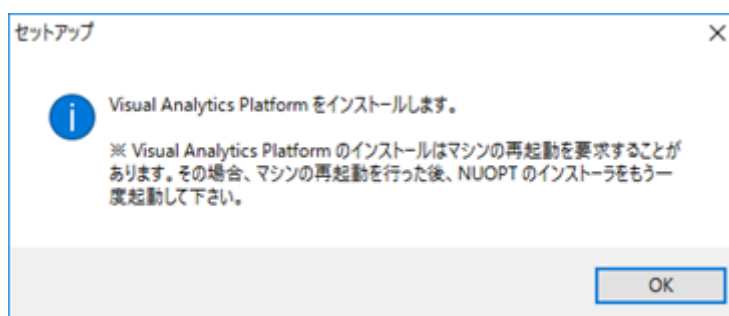 セットアップ
Visual Analytics Platform をインストールします。
※ Visual Analytics Platform のインストールはマシンの再起動を要求することが
あります。その場合、マシンの再起動を行った後、NUOPT のインストーラをもう一
度起動して下さい。
OK